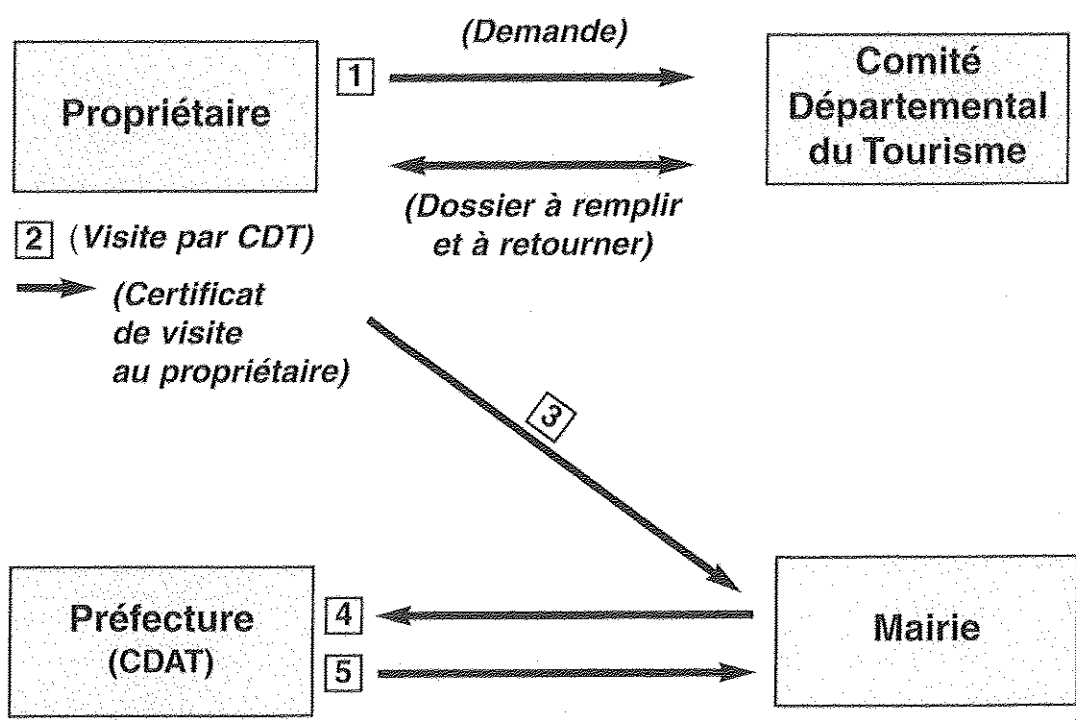 (Demande)
Propriétaire
1
Comité
Départemental
du Tourisme
(Dossier à remplir
et à retourner)
2 (Visite par CDT)
(Certificat
de visite
au propriétaire)
3
Préfecture
(CDAT)
4
5
Mairie